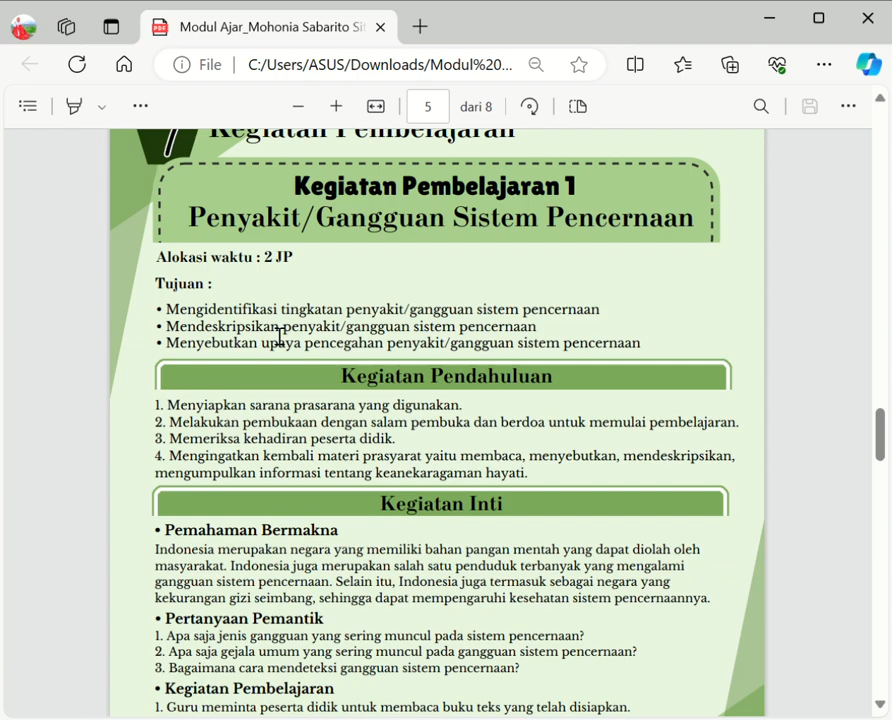 Modul Ajar_Mohonia Sabarito Si
File
C:/Users/ASUS/Downloads/Modul%20...
5
dari 8
7
Kegiatan Pembelajaran
Kegiatan Pembelajaran 1
Penyakit/Gangguan Sistem Pencernaan
Alokasi waktu : 2 JP
Tujuan :
• Mengidentifikasi tingkatan penyakit/gangguan sistem pencernaan
• Mendeskripsikan penyakit/gangguan sistem pencernaan
• Menyebutkan upaya pencegahan penyakit/gangguan sistem pencernaan
Kegiatan Pendahuluan
1. Menyiapkan sarana prasarana yang digunakan.
2. Melakukan pembukaan dengan salam pembuka dan berdoa untuk memulai pembelajaran.
3. Memeriksa kehadiran peserta didik.
4. Mengingatkan kembali materi prasyarat yaitu membaca, menyebutkan, mendeskripsikan,
mengumpulkan informasi tentang keanekaragaman hayati.
Kegiatan Inti
• Pemahaman Bermakna
Indonesia merupakan negara yang memiliki bahan pangan mentah yang dapat diolah oleh
masyarakat. Indonesia juga merupakan salah satu penduduk terbanyak yang mengalami
gangguan sistem pencernaan. Selain itu, Indonesia juga termasuk sebagai negara yang
kekurangan gizi seimbang, sehingga dapat mempengaruhi kesehatan sistem pencernaannya.
• Pertanyaan Pemantik
1. Apa saja jenis gangguan yang sering muncul pada sistem pencernaan?
2. Apa saja gejala umum yang sering muncul pada gangguan sistem pencernaan?
3. Bagaimana cara mendeteksi gangguan sistem pencernaan?
• Kegiatan Pembelajaran
1. Guru meminta peserta didik untuk membaca buku teks yang telah disiapkan.